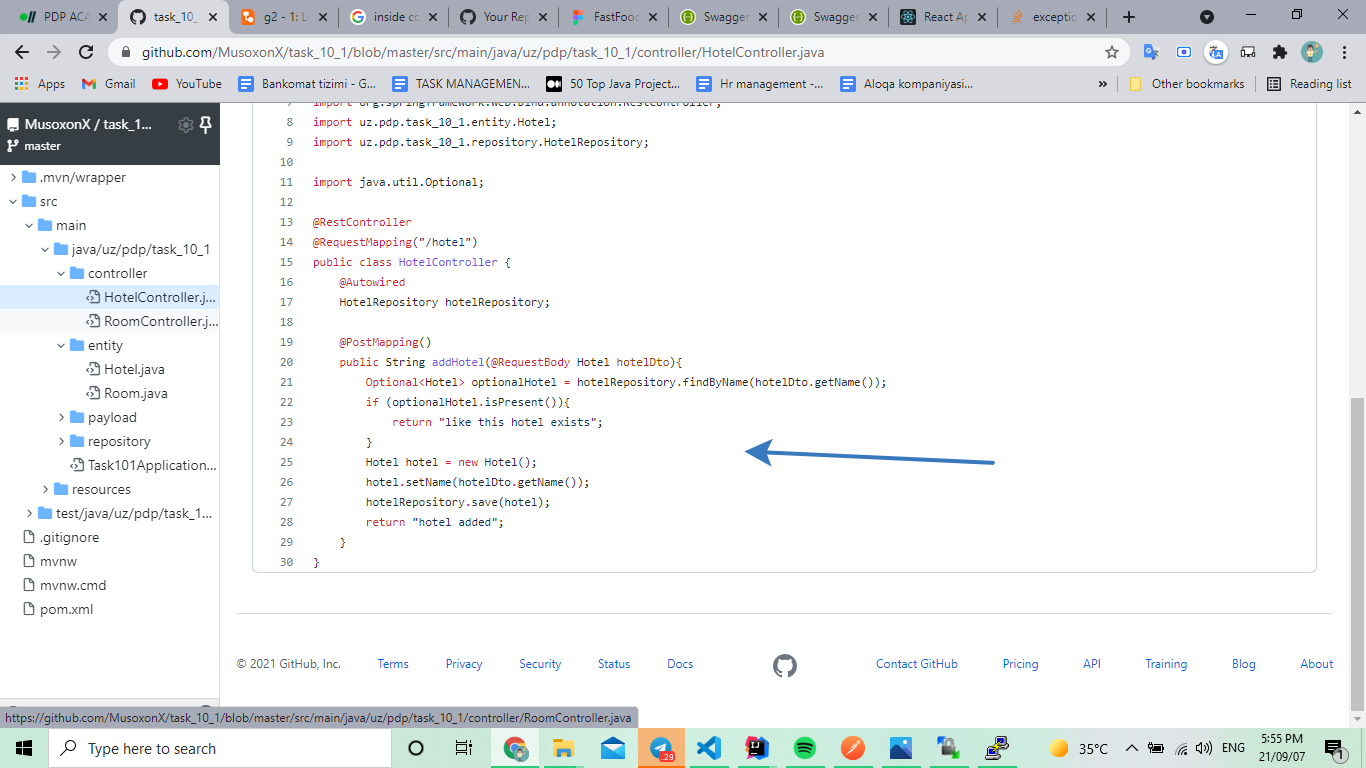 PDP ACA
task_10_
g2 - 1: Li
inside co
Your Rep
FastFood
Swagger
Swagger
React Ap
exceptio
github.com/MusoxonX/task_10_1/blob/master/src/main/java/uz/pdp/task_10_1/controller/HotelController.java
Apps
Gmail
YouTube
Bankomat tizimi - G...
TASK MANAGEMEN...
50 Top Java Project...
Hr management -...
Aloqa kompaniyasi...
»
Other bookmarks
Reading list
MusoxonX / task_1...
master
.mvn/wrapper
src
main
java/uz/pdp/task_10_1
controller
HotelController.j...
RoomController.j...
entity
Hotel.java
Room.java
payload
repository
Task101Application...
resources
test/java/uz/pdp/task_1...
.gitignore
mvnw
mvnw.cmd
pom.xml
7 import org.springframework.web.bind.annotation.RestController;
8 import uz.pdp.task_10_1.entity.Hotel;
9 import uz.pdp.task_10_1.repository.HotelRepository;
10
11 import java.util.Optional;
12
13 @RestController
14 @RequestMapping("/hotel")
15 public class HotelController {
16 @Autowired
17 HotelRepository hotelRepository;
18
19 @PostMapping()
20 public String addHotel(@RequestBody Hotel hotelDto){
21 Optional<Hotel> optionalHotel = hotelRepository.findByName(hotelDto.getName());
22 if (optionalHotel.isPresent()){
23 return "like this hotel exists";
24 }
25 Hotel hotel = new Hotel();
26 hotel.setName(hotelDto.getName());
27 hotelRepository.save(hotel);
28 return "hotel added";
29 }
30 }
© 2021 GitHub, Inc.
Terms
Privacy
Security
Status
Docs
Contact GitHub
Pricing
API
Training
Blog
About
https://github.com/MusoxonX/task_10_1/blob/master/src/main/java/uz/pdp/task_10_1/controller/RoomController.java
Type here to search
.29
35°C
ENG
5:55 PM
21/09/07
1